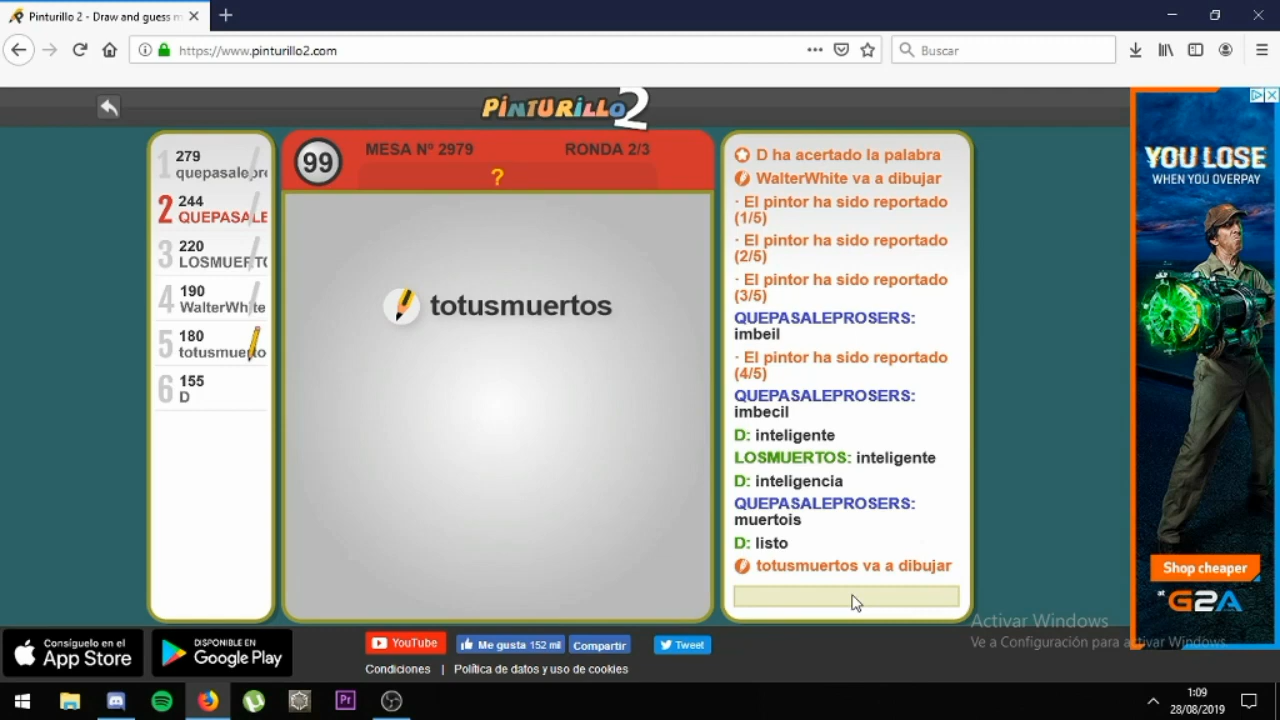 Pinturillo 2 - Draw and guess m
https://www.pinturillo2.com
Buscar
PINTURILLO2
279
quepasalepro
244
QUEPASALE
220
LOSMUERTO
190
WalterWhite
180
totusmuerto
155
D
1
2
3
4
5
6
99
MESA Nº 2979
RONDA 2/3
?
totusmuertos
D ha acertado la palabra
WalterWhite va a dibujar
· El pintor ha sido reportado
(1/5)
· El pintor ha sido reportado
(2/5)
· El pintor ha sido reportado
(3/5)
QUEPASALEPROSERS:
imbeil
· El pintor ha sido reportado
(4/5)
QUEPASALEPROSERS:
imbecil
D: inteligente
LOSMUERTOS: inteligente
D: inteligencia
QUEPASALEPROSERS:
muertois
D: listo
totusmuertos va a dibujar
YOU LOSE
WHEN YOU OVERPAY
Shop cheaper
at G2A
Activar Windows
Ve a Configuración para activar Windows.
Consíguelo en el
App Store
DISPONIBLE EN
Google Play
YouTube
Me gusta 152 mil
Compartir
Tweet
Condiciones | Política de datos y uso de cookies
Pr
1:09
28/08/2019